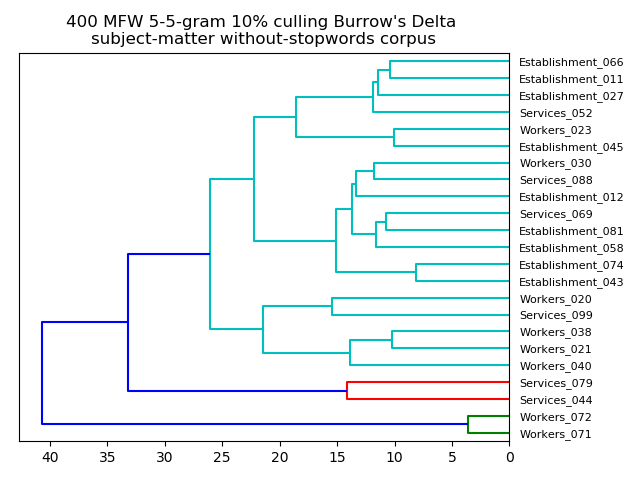 400 MFW 5-5-gram 10% culling Burrow's Delta
subject-matter without-stopwords corpus
Establishment_066
Establishment_011
Establishment_027
Services_052
Workers_023
Establishment_045
Workers_030
Services_088
Establishment_012
Services_069
Establishment_081
Establishment_058
Establishment_074
Establishment_043
Workers_020
Services_099
Workers_038
Workers_021
Workers_040
Services_079
Services_044
Workers_072
Workers_071
40 35 30 25 20 15 10 5 0